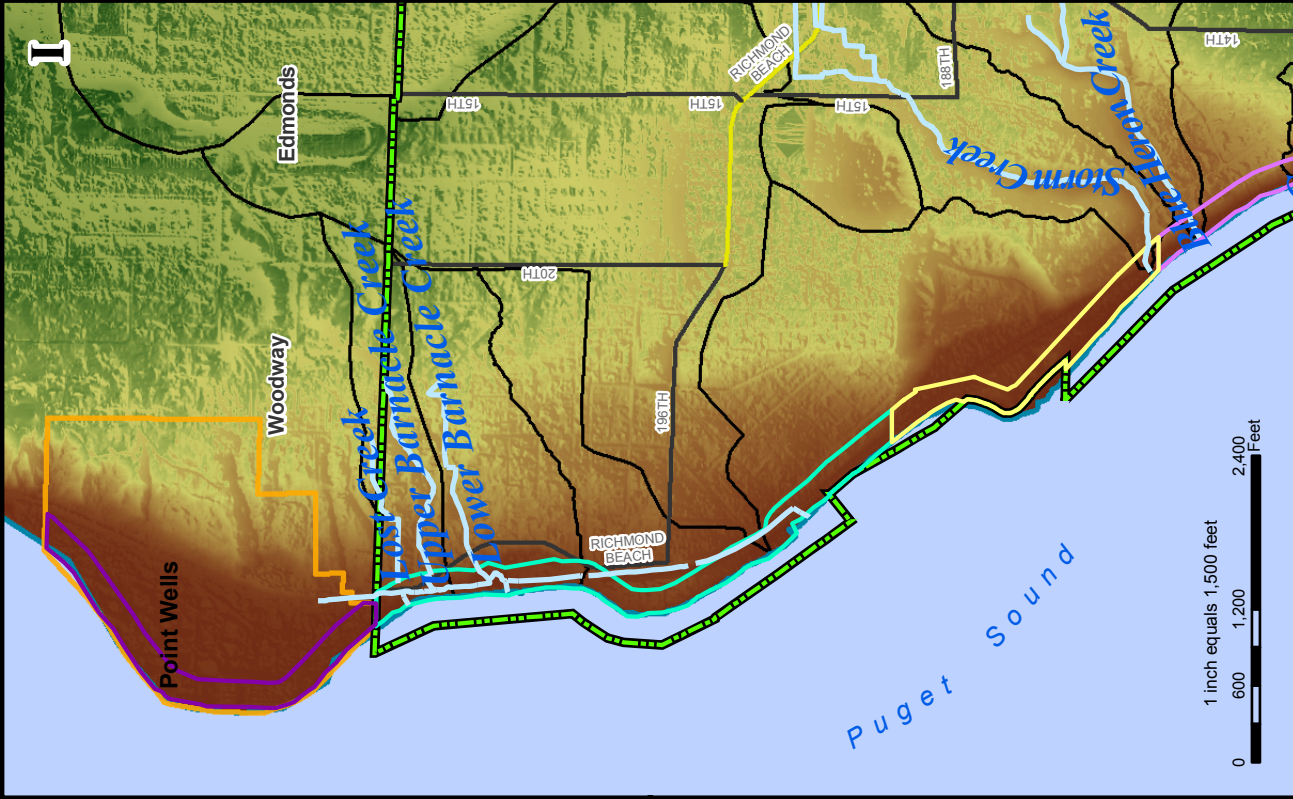 I
Edmonds
Woodway
Point Wells
Lost Creek
Creek
Upper Barnacle Creek
Lower Barnacle Creek
Storm Creek
Blue Heron Creek
15TH
15TH
15TH
14TH
188TH
20TH
196TH
RICHMOND
BEACH
RICHMOND
BEACH
Puget Sound
1 inch equals 1,500 feet
0 600 1,200 2,400
Feet